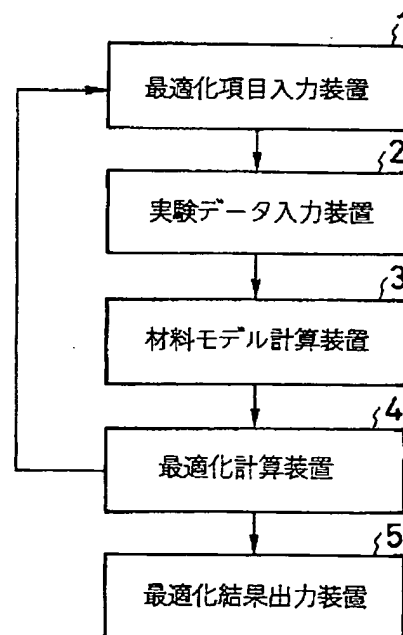 最適化項目入力装置
2
実験データ入力装置
3
材料モデル計算装置
4
最適化計算装置
5
最適化結果出力装置